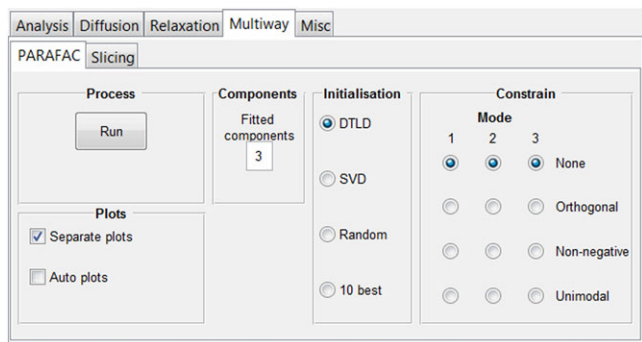 Analysis Diffusion Relaxation Multiway Misc
PARAFAC Slicing
Process
Run
Plots
Separate plots
Auto plots
Components
Fitted
components
3
Initialisation
DTLD
SVD
Random
10 best
Constrain
Mode
1 2 3
None
Orthogonal
Non-negative
Unimodal